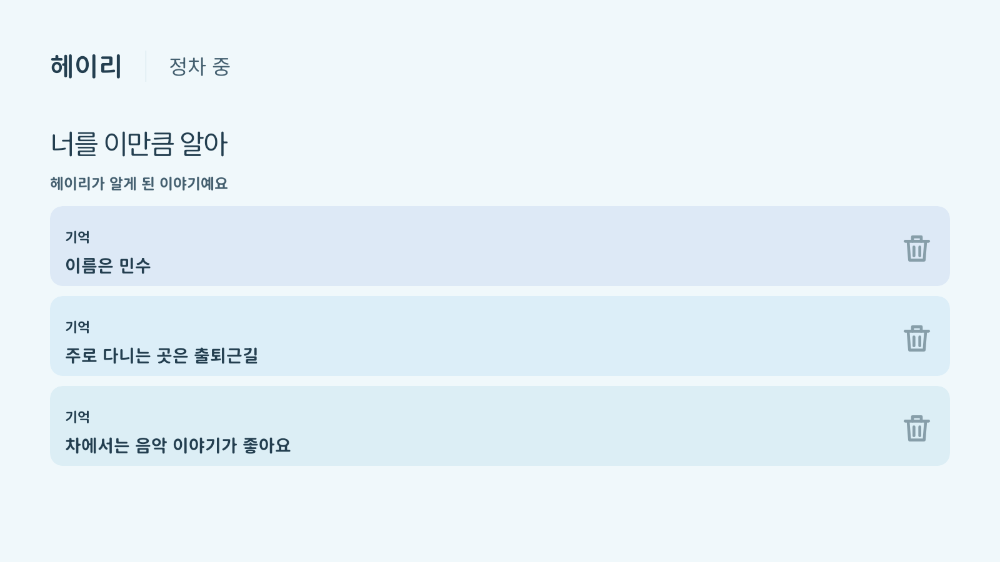 헤이리
정차 중
너를 이만큼 알아
헤이리가 알게 된 이야기예요
기억
이름은 민수
기억
주로 다니는 곳은 출퇴근길
기억
차에서는 음악 이야기가 좋아요